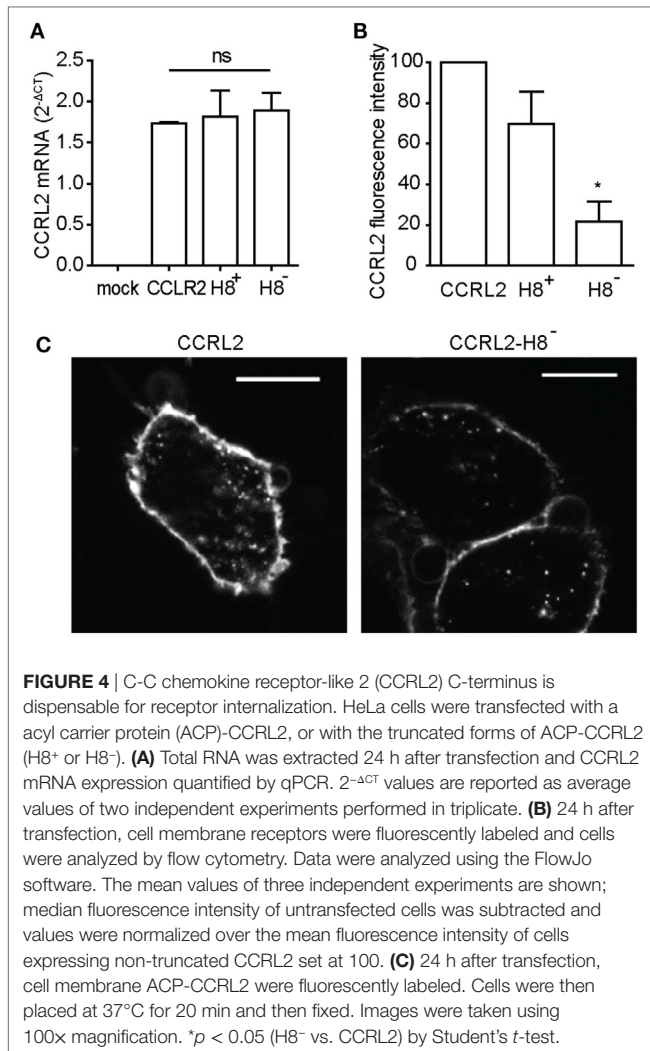 A
B
ns
CCRL2 mRNA (2-ΔCT)
2.5
2.0
1.5
1.0
0.5
0.0
mock CCLR2 H8+ H8-
CCRL2 fluorescence intensity
100
80
60
40
20
0
*
CCRL2 H8+ H8-
C
CCRL2
CCRL2-H8-
FIGURE 4 | C-C chemokine receptor-like 2 (CCRL2) C-terminus is
dispensable for receptor internalization. HeLa cells were transfected with a
acyl carrier protein (ACP)-CCRL2, or with the truncated forms of ACP-CCRL2
(H8+ or H8–). (A) Total RNA was extracted 24 h after transfection and CCRL2
mRNA expression quantified by qPCR. 2−ΔCT values are reported as average
values of two independent experiments performed in triplicate. (B) 24 h after
transfection, cell membrane receptors were fluorescently labeled and cells
were analyzed by flow cytometry. Data were analyzed using the FlowJo
software. The mean values of three independent experiments are shown;
median fluorescence intensity of untransfected cells was subtracted and
values were normalized over the mean fluorescence intensity of cells
expressing non-truncated CCRL2 set at 100. (C) 24 h after transfection,
cell membrane ACP-CCRL2 were fluorescently labeled. Cells were then
placed at 37°C for 20 min and then fixed. Images were taken using
100× magnification. *p < 0.05 (H8– vs. CCRL2) by Student’s t-test.